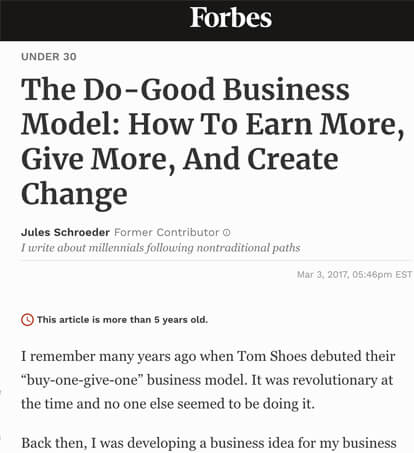 Forbes
UNDER 30
The Do-Good Business
Model: How To Earn More,
Give More, And Create
Change
Jules Schroeder Former Contributor
I write about millennials following nontraditional paths
Mar 3, 2017, 05:46pm EST
This article is more than 5 years old.
I remember many years ago when Tom Shoes debuted their
“buy-one-give-one” business model. It was revolutionary at
the time and no one else seemed to be doing it.
Back then, I was developing a business idea for my business